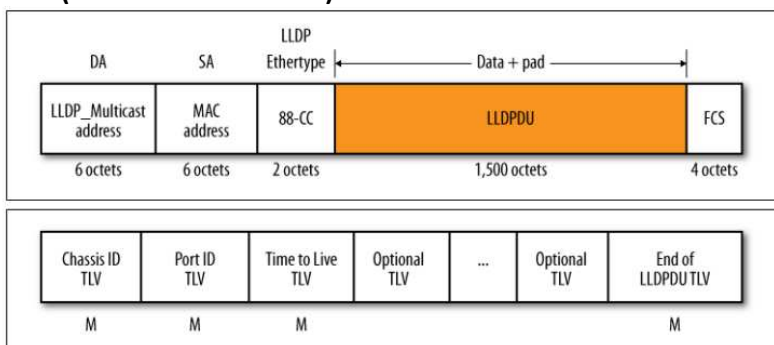 LLDP
DA SA Ethertype Data + pad
LLDP_Multicast address MAC address 88-CC LLDPDU FCS
6 octets 6 octets 2 octets 1,500 octets 4 octets
Chassis ID TLV Port ID TLV Time to Live TLV Optional TLV ... Optional TLV End of LLDPDU TLV
M M M M